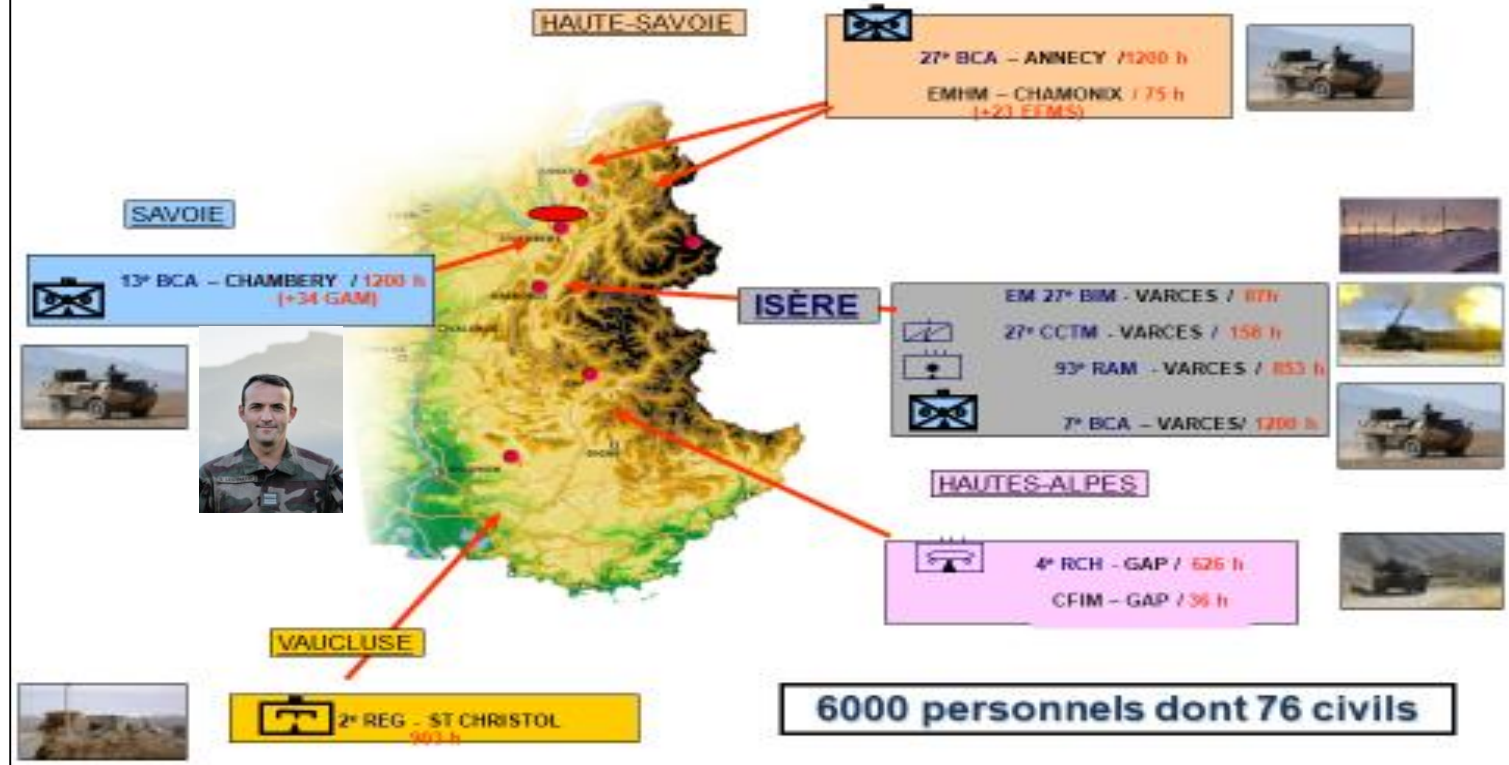 HAUTE-SAVOIE
27e BCA – ANNECY /1200 h
EMHM – CHAMONIX / 75 h
(+23 EFMS)
SAVOIE
13e BCA – CHAMBERY / 1200 h
(+34 GAM)
ISÈRE
EM 27e BIM - VARCES / 87h
27e CCTM - VARCES / 158 h
93e RAM - VARCES / 853 h
7e BCA – VARCES/ 1200 h
HAUTES-ALPES
4e RCH - GAP / 626 h
CFIM – GAP / 36 h
VAUCLUSE
2e REG - ST CHRISTOL
903 h
6000 personnels dont 76 civils